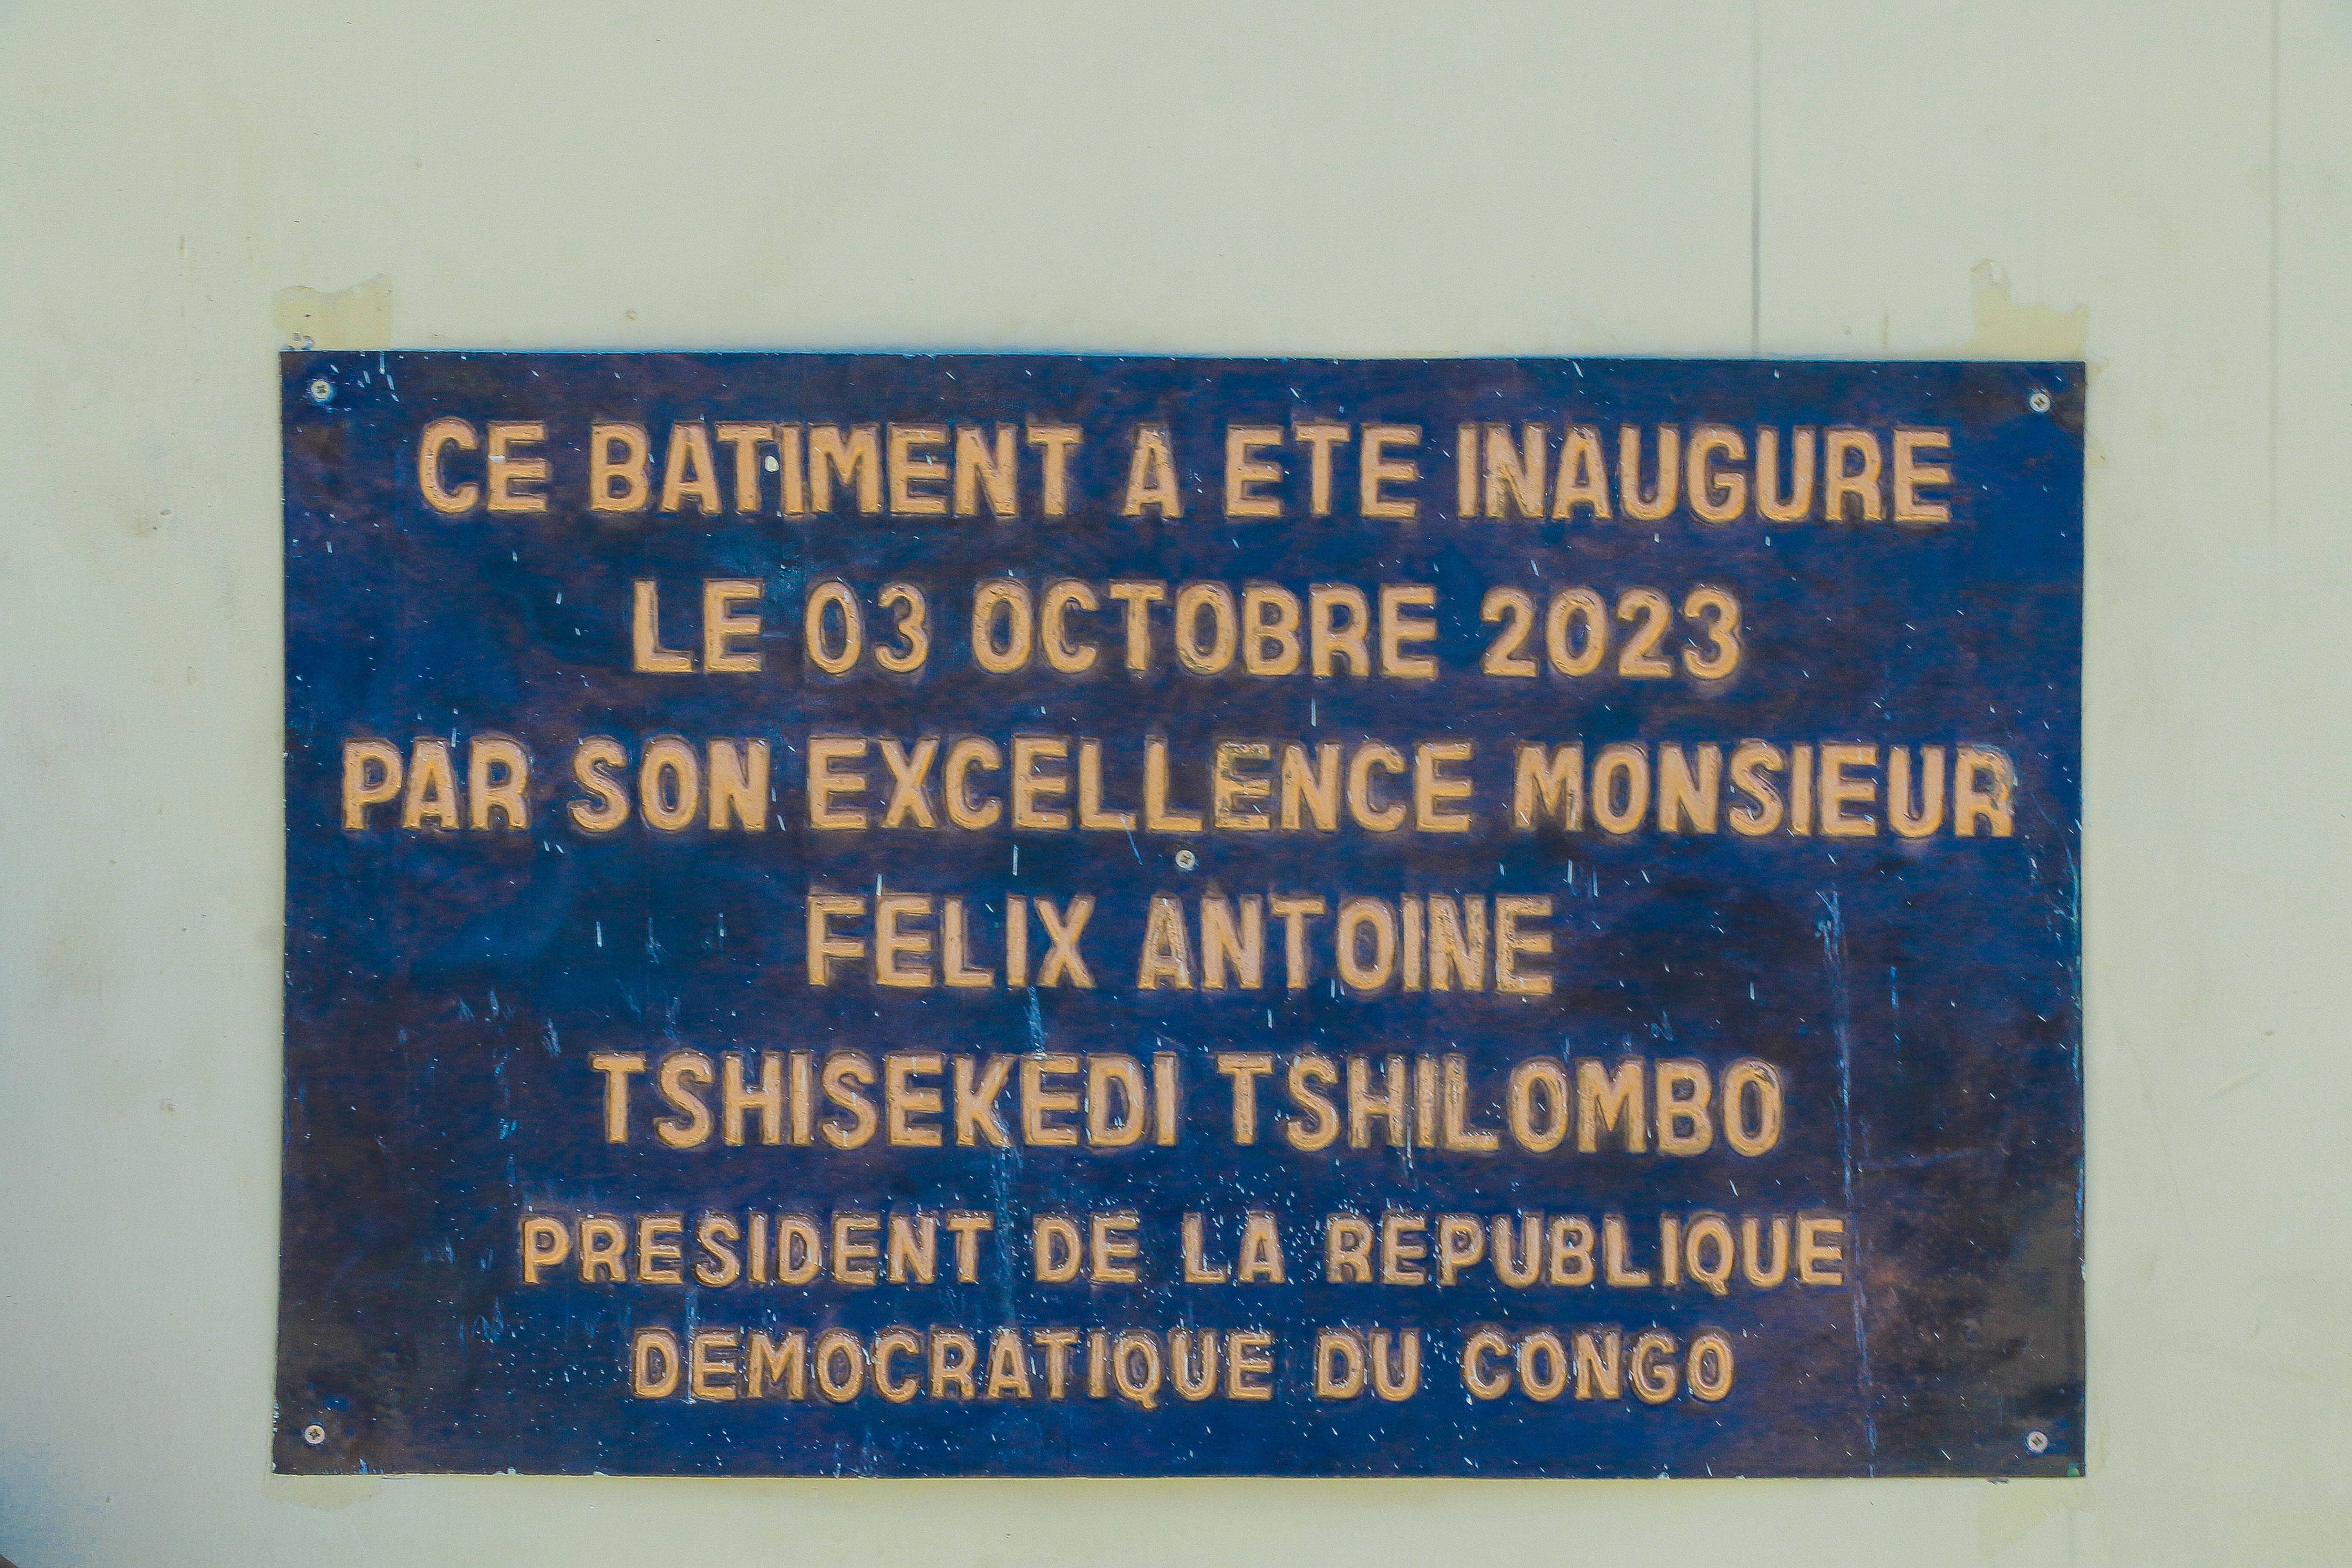 CE BATIMENT A ETE INAUGURE
LE 03 OCTOBRE 2023
PAR SON EXCELLENCE MONSIEUR
FELIX ANTOINE
TSHISEKEDI TSHILOMBO
PRESIDENT DE LA REPUBLIQUE
DEMOCRATIQUE DU CONGO